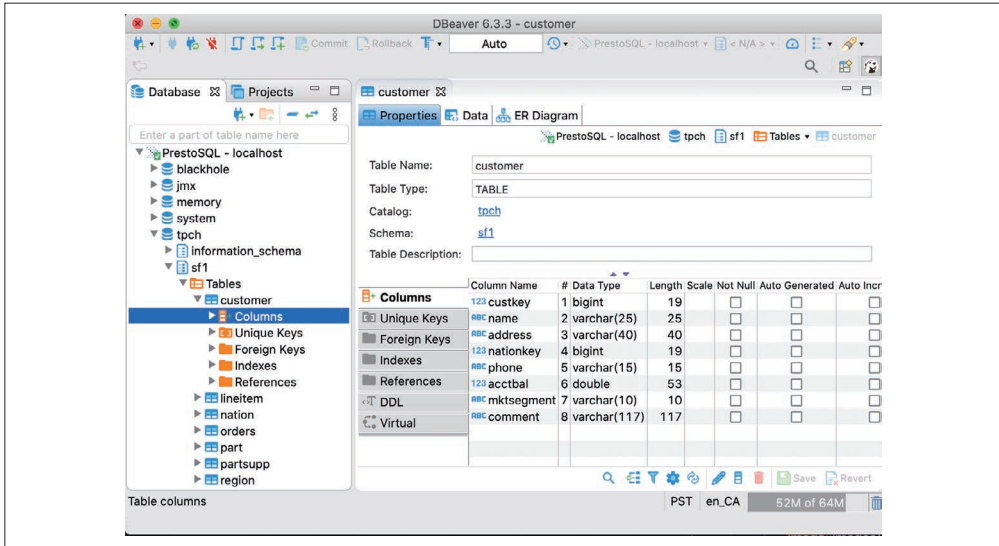 DBeaver 6.3.3 - customer
Commit Rollback T Auto PrestoSQL - localhost < N/A >
Database Projects
customer
Properties Data ER Diagram
Enter a part of table name here
PrestoSQL - localhost tpch sf1 Tables customer
PrestoSQL - localhost
blackhole
jmx
memory
system
tpch
information_schema
sf1
Tables
customer
Columns
Unique Keys
Foreign Keys
Indexes
References
lineitem
nation
orders
part
partsupp
region
Table Name: customer
Table Type: TABLE
Catalog: tpch
Schema: sf1
Table Description:
Columns
Unique Keys
Foreign Keys
Indexes
References
DDL
Virtual
Column Name # Data Type Length Scale Not Null Auto Generated Auto Incr
123 custkey 1 bigint 19
ABC name 2 varchar(25) 25
ABC address 3 varchar(40) 40
123 nationkey 4 bigint 19
ABC phone 5 varchar(15) 15
123 acctbal 6 double 53
ABC mktsegment 7 varchar(10) 10
ABC comment 8 varchar(117) 117
Save Revert
Table columns PST en_CA 52M of 64M